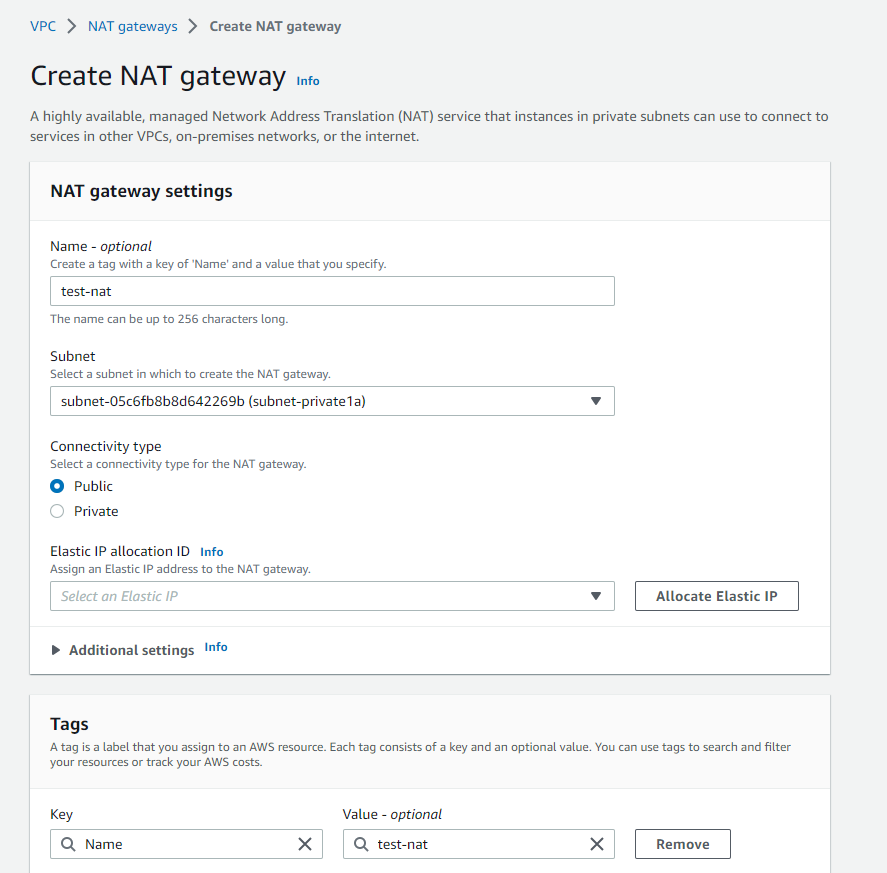 VPC > NAT gateways > Create NAT gateway
Create NAT gateway Info
A highly available, managed Network Address Translation (NAT) service that instances in private subnets can use to connect to
services in other VPCs, on-premises networks, or the internet.
NAT gateway settings
Name - optional
Create a tag with a key of 'Name' and a value that you specify.
test-nat
The name can be up to 256 characters long.
Subnet
Select a subnet in which to create the NAT gateway.
subnet-05c6fb8b8d642269b (subnet-private1a)
Connectivity type
Select a connectivity type for the NAT gateway.
Public
Private
Elastic IP allocation ID Info
Assign an Elastic IP address to the NAT gateway.
Select an Elastic IP Allocate Elastic IP
Additional settings Info
Tags
A tag is a label that you assign to an AWS resource. Each tag consists of a key and an optional value. You can use tags to search and filter
your resources or track your AWS costs.
Key Value - optional
Name test-nat Remove